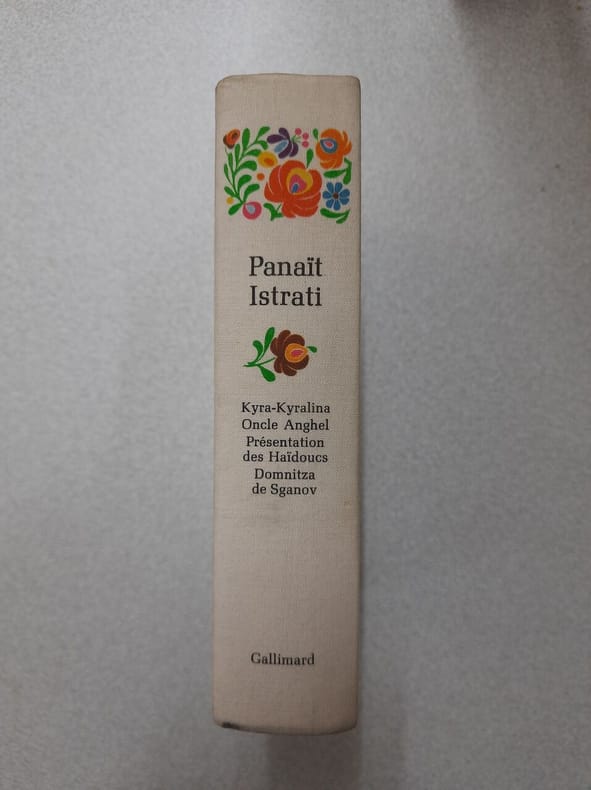 Panaït
Istrati
Kyra-Kyralina
Oncle Anghel
Présentation
des Haïdoucs
Domnitza
de Sganov
Gallimard